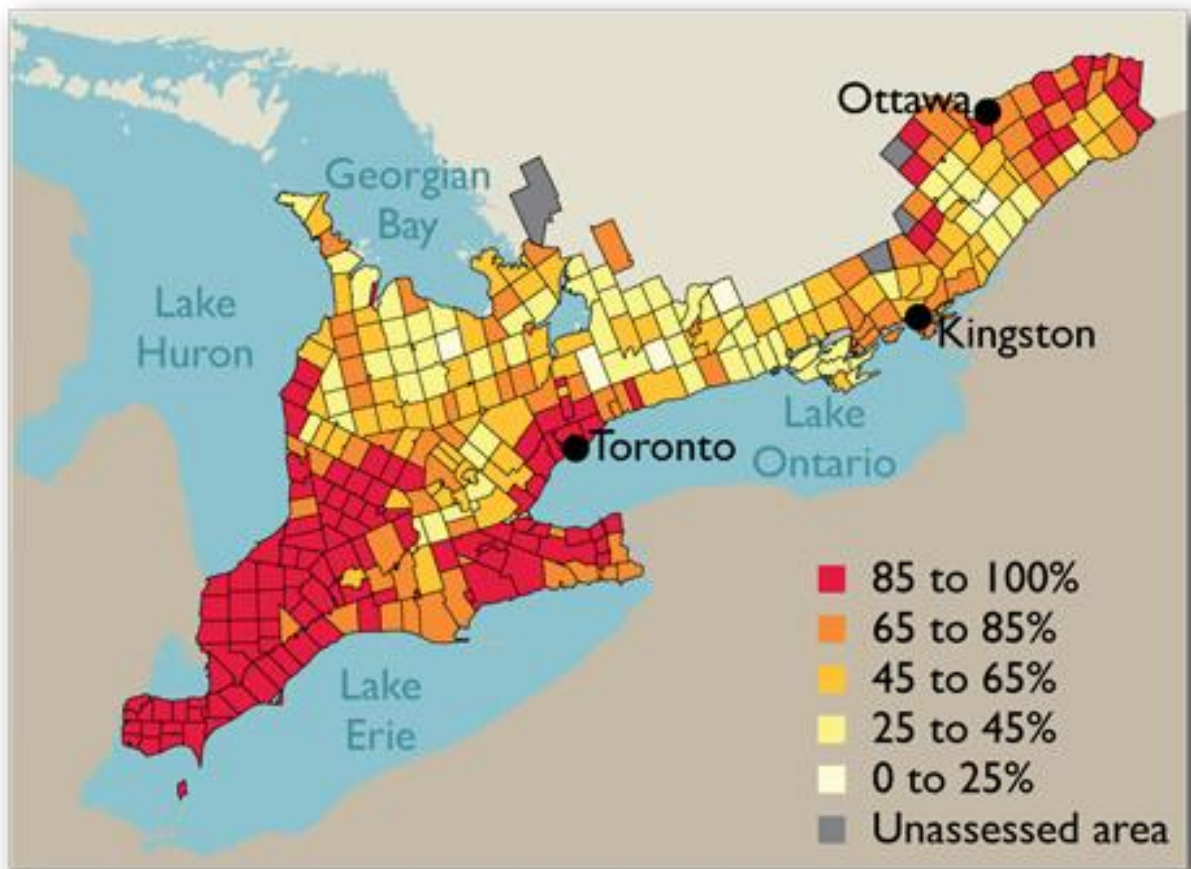 Ottawa
Georgian
Bay
Lake
Huron
Kingston
Lake
Ontario
Toronto
Lake
Erie
85 to 100%
65 to 85%
45 to 65%
25 to 45%
0 to 25%
Unassessed area